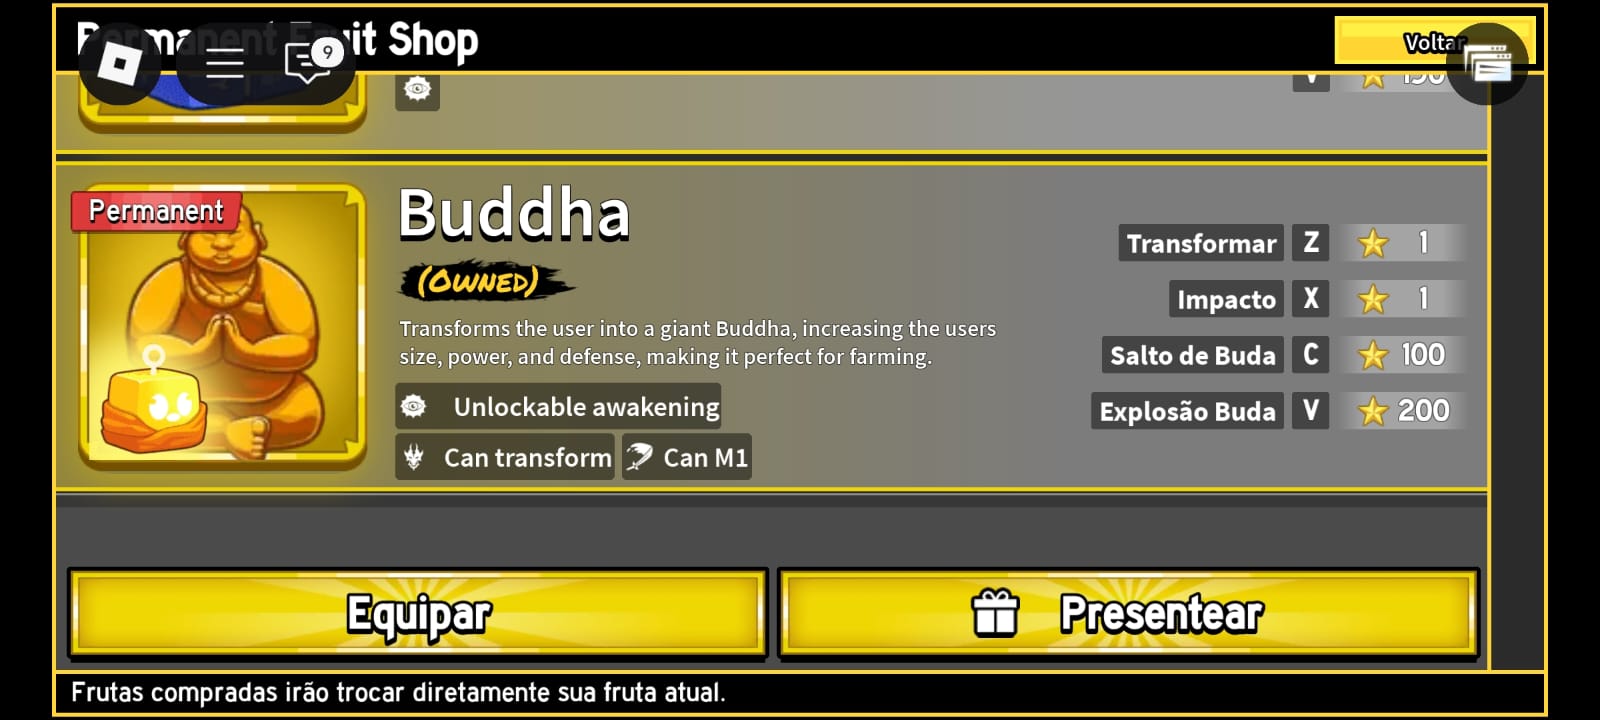 it Shop
9
Voltar
V 150
Permanent
Buddha
(OWNED)
Transforms the user into a giant Buddha, increasing the users
size, power, and defense, making it perfect for farming.
Unlockable awakening
Can transform
Can M1
Transformar Z 1
Impacto X 1
Salto de Buda C 100
Explosão Buda V 200
Equipar
Presentear
Frutas compradas irão trocar diretamente sua fruta atual.